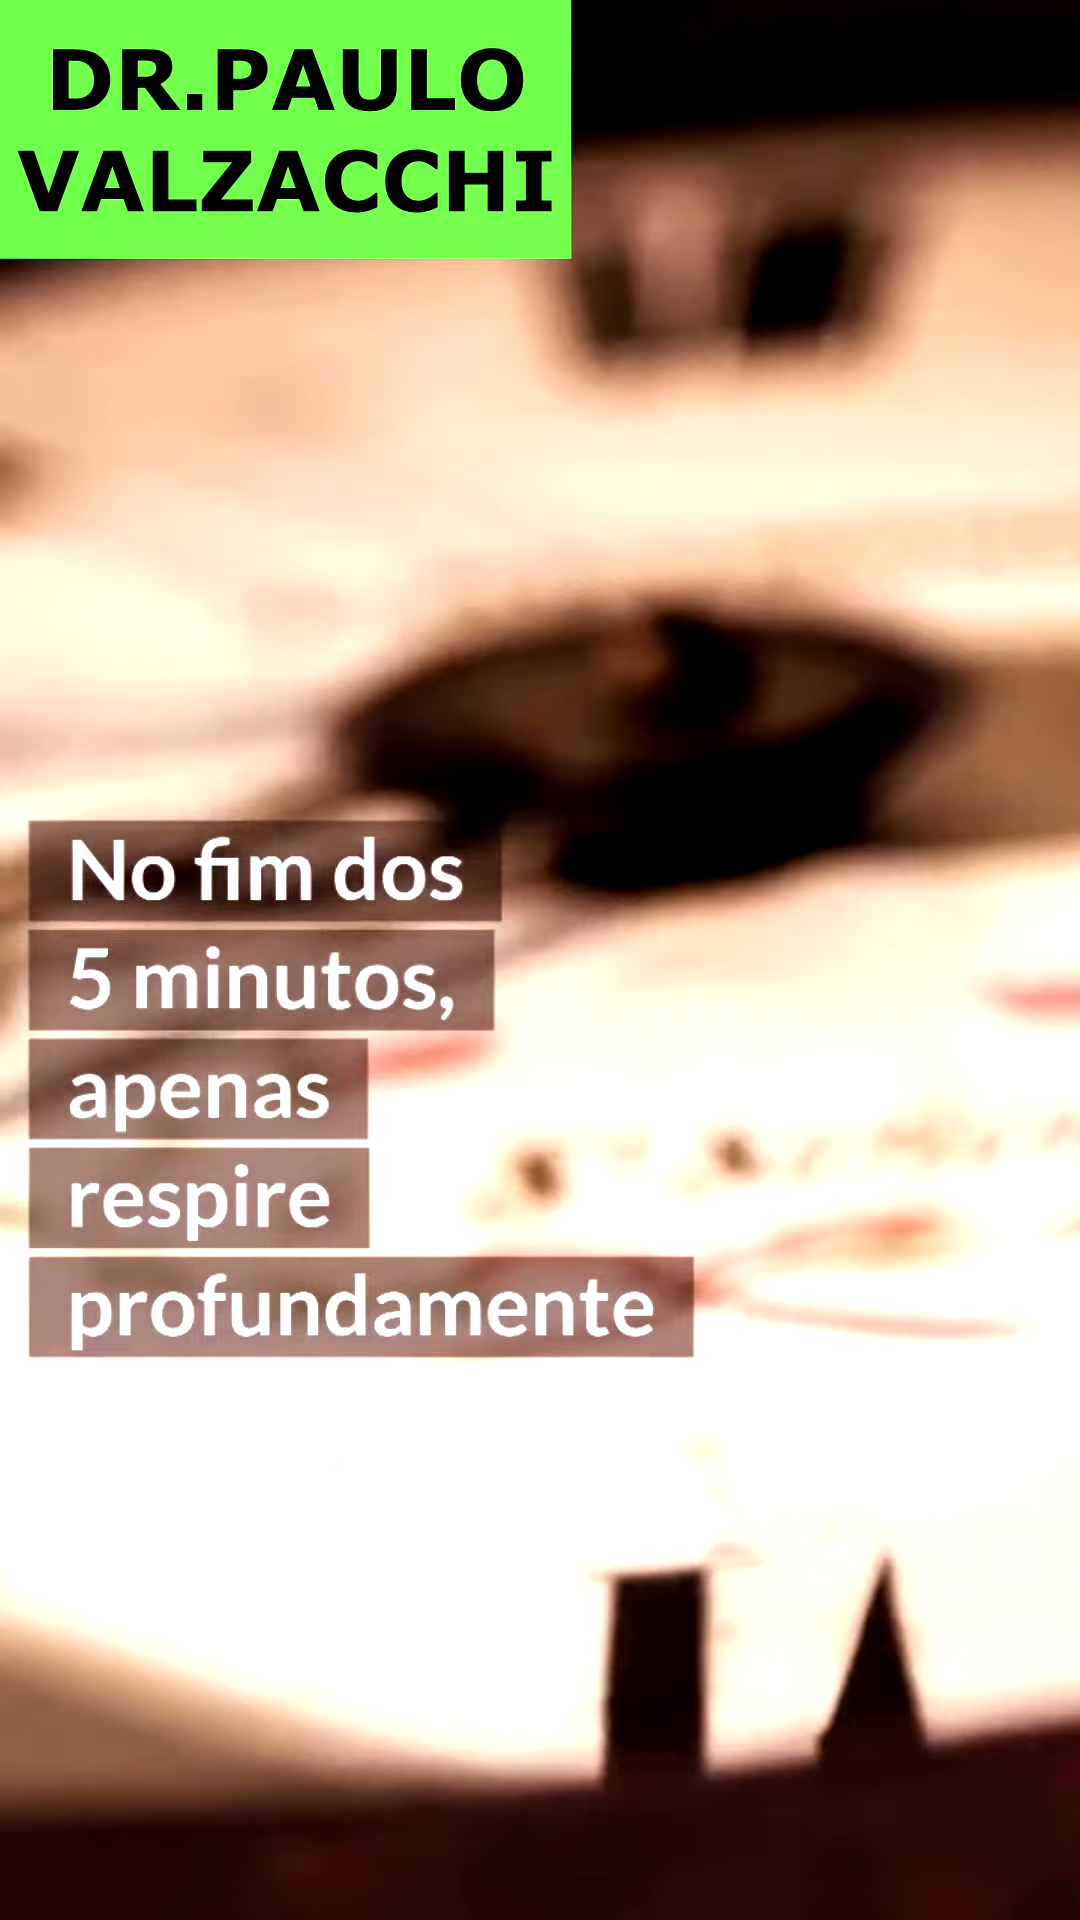 DR.PAULO
VALZACCHI
No fim dos
5 minutos,
apenas
respire
profundamente